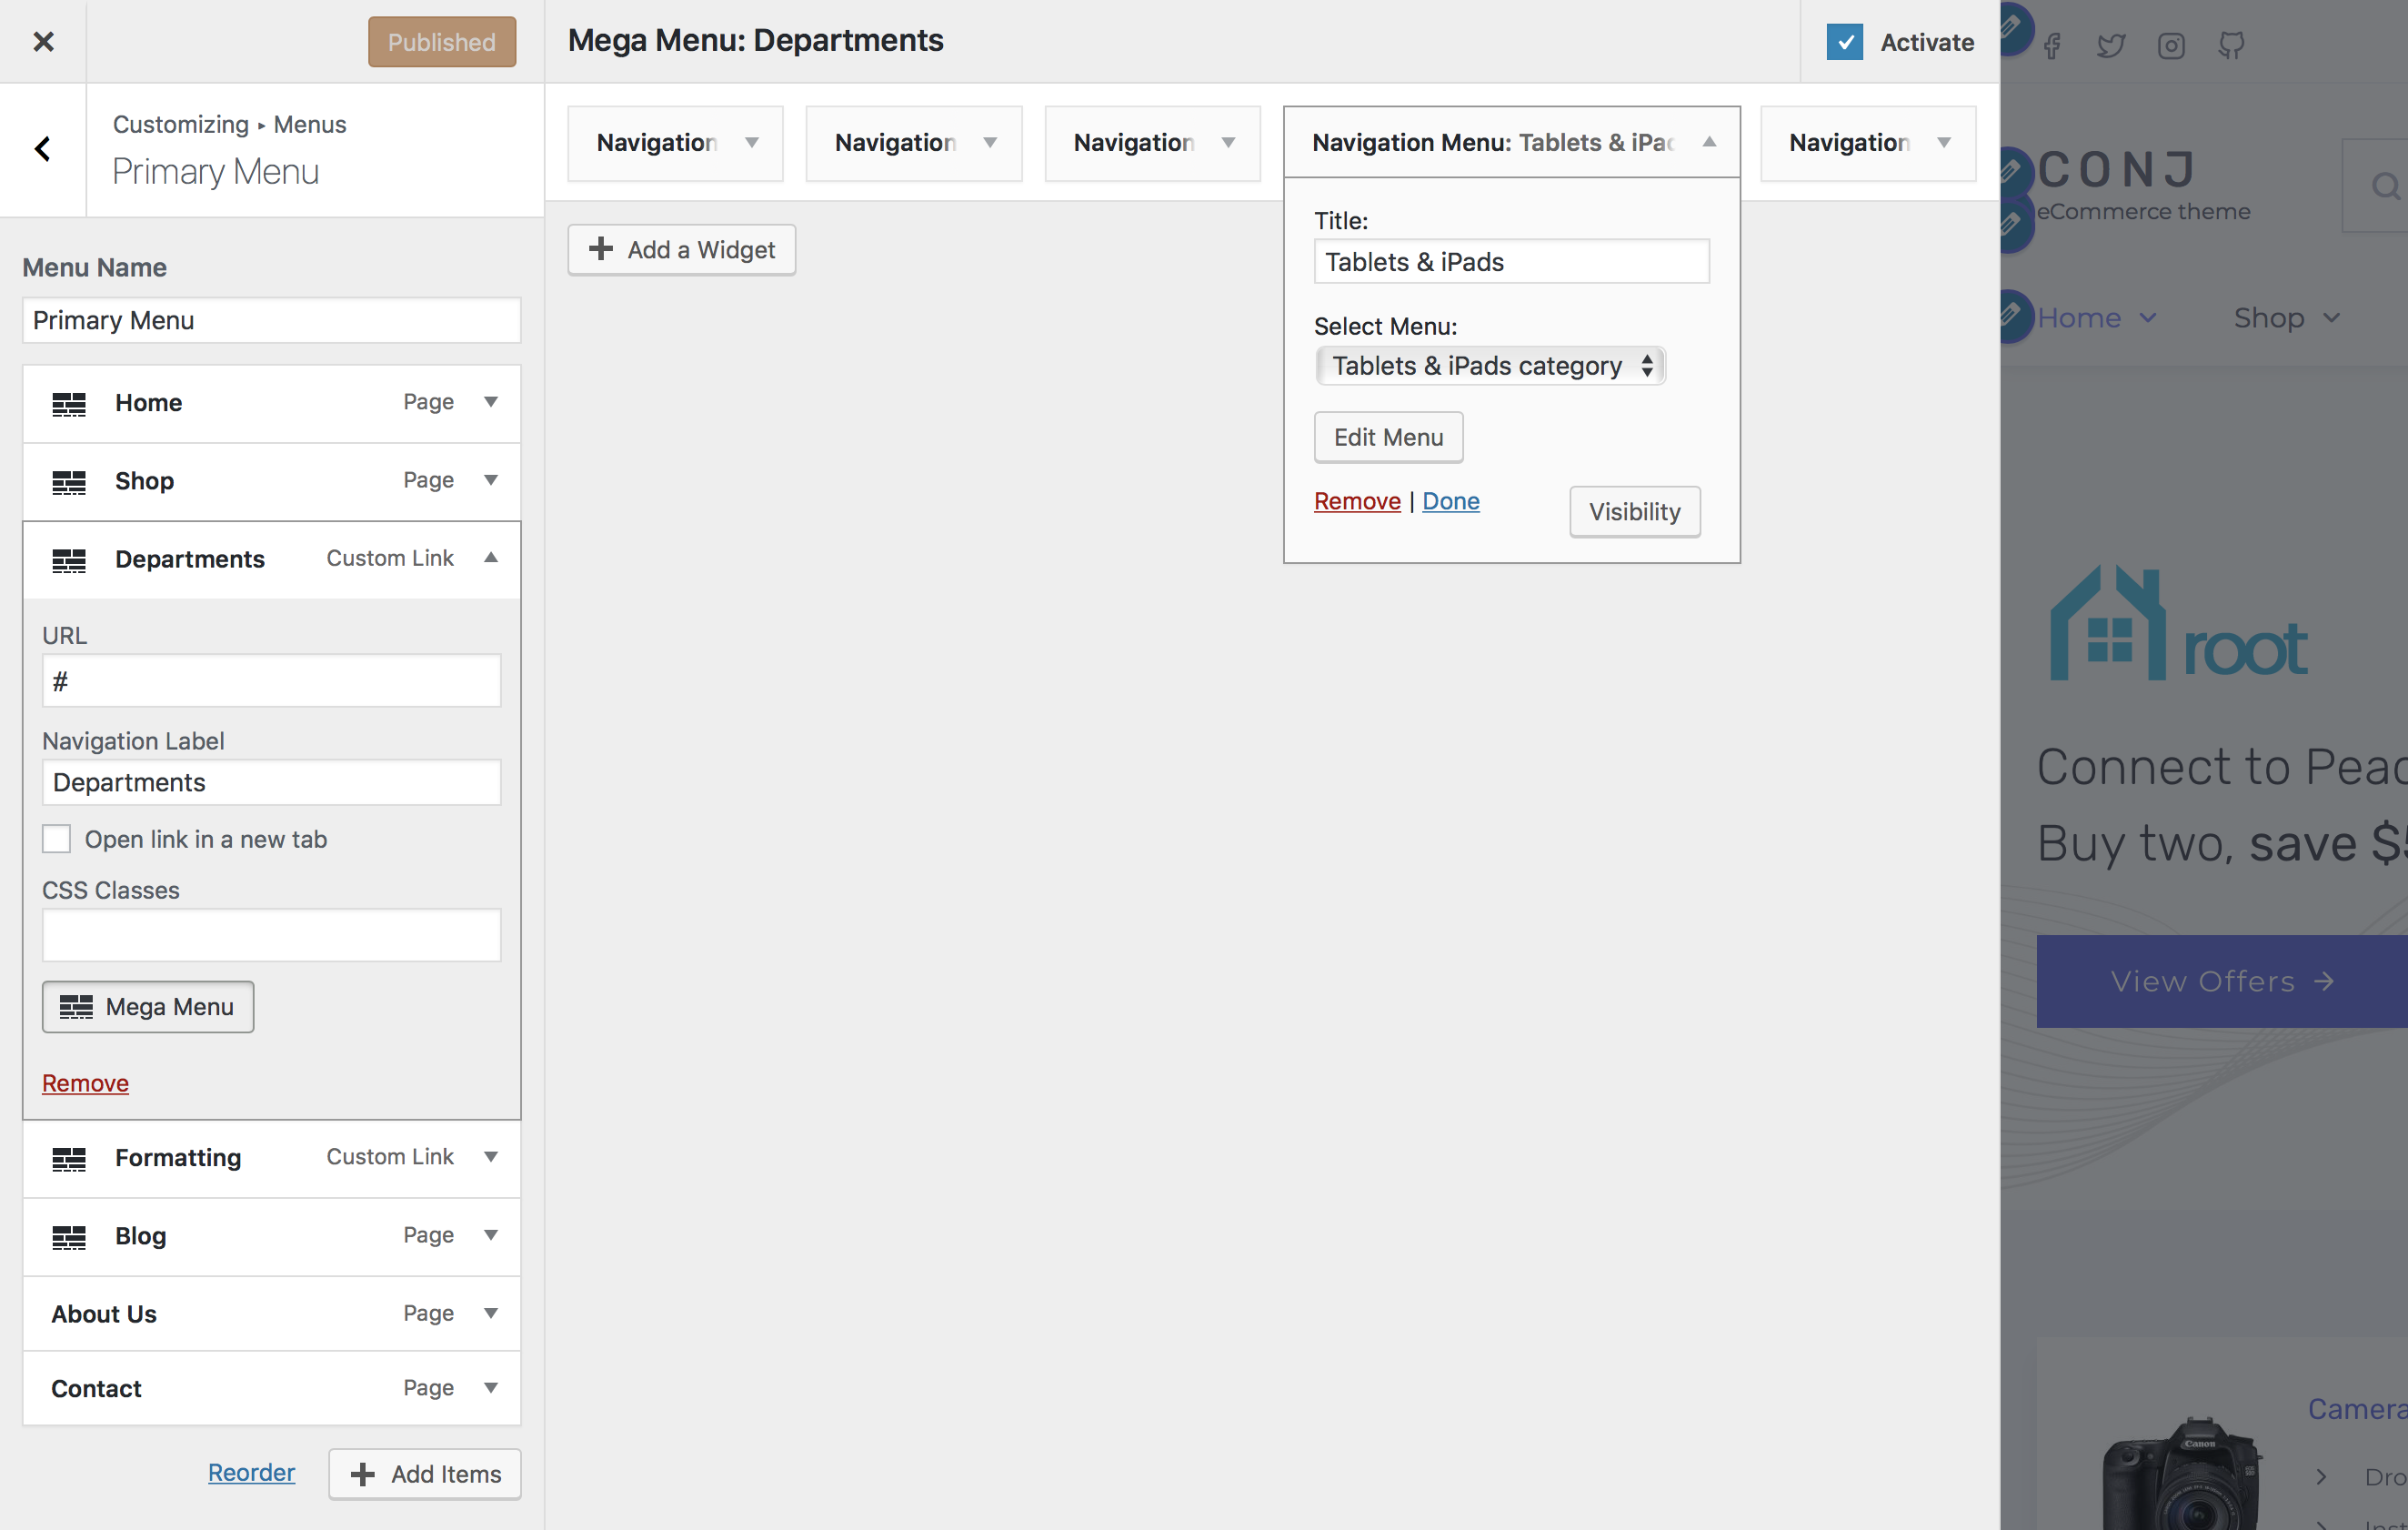 Published
Mega Menu: Departments
Activate
Customizing ▸ Menus
Primary Menu
Menu Name
Primary Menu
Home Page
Shop Page
Departments Custom Link
URL
#
Navigation Label
Departments
Open link in a new tab
CSS Classes
Mega Menu
Remove
Formatting Custom Link
Blog Page
About Us Page
Contact Page
Reorder
Add Items
Navigation
Navigation
Navigation
Navigation Menu: Tablets & iPad
Navigation
Add a Widget
Title:
Tablets & iPads
Select Menu:
Tablets & iPads category
Edit Menu
Remove | Done
Visibility
CONJ
eCommerce theme
Home
Shop
root
Connect to Peac
Buy two, save $5
View Offers →
Camera
Canon
Dro